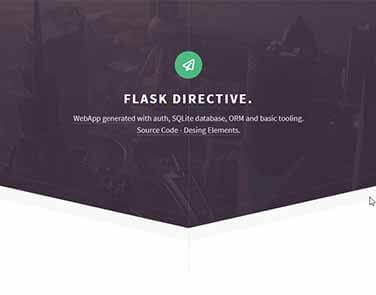 FLASK DIRECTIVE.
WebApp generated with auth, SQLite database, ORM and basic tooling.
Source Code - Desing Elements.